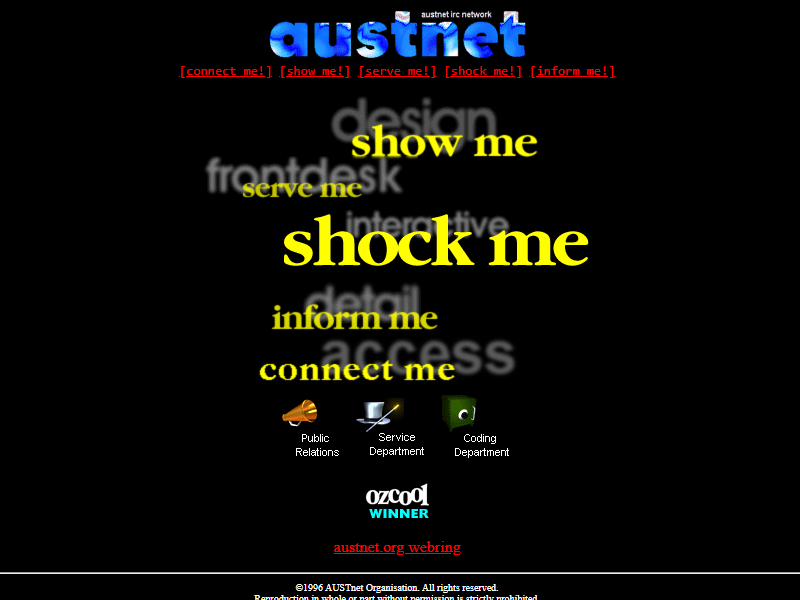 austnet irc network
austnet
[connect me!] [show me!] [serve me!] [shock me!] [inform me!]
design
show me
frontdesk
serve me
interactive
shock me
detail
inform me
access
connect me
Public Relations
Service Department
Coding Department
ozcool
WINNER
austnet.org webring
©1996 AUSTnet Organisation. All rights reserved.
Reproduction in whole or part without permission is strictly prohibited.